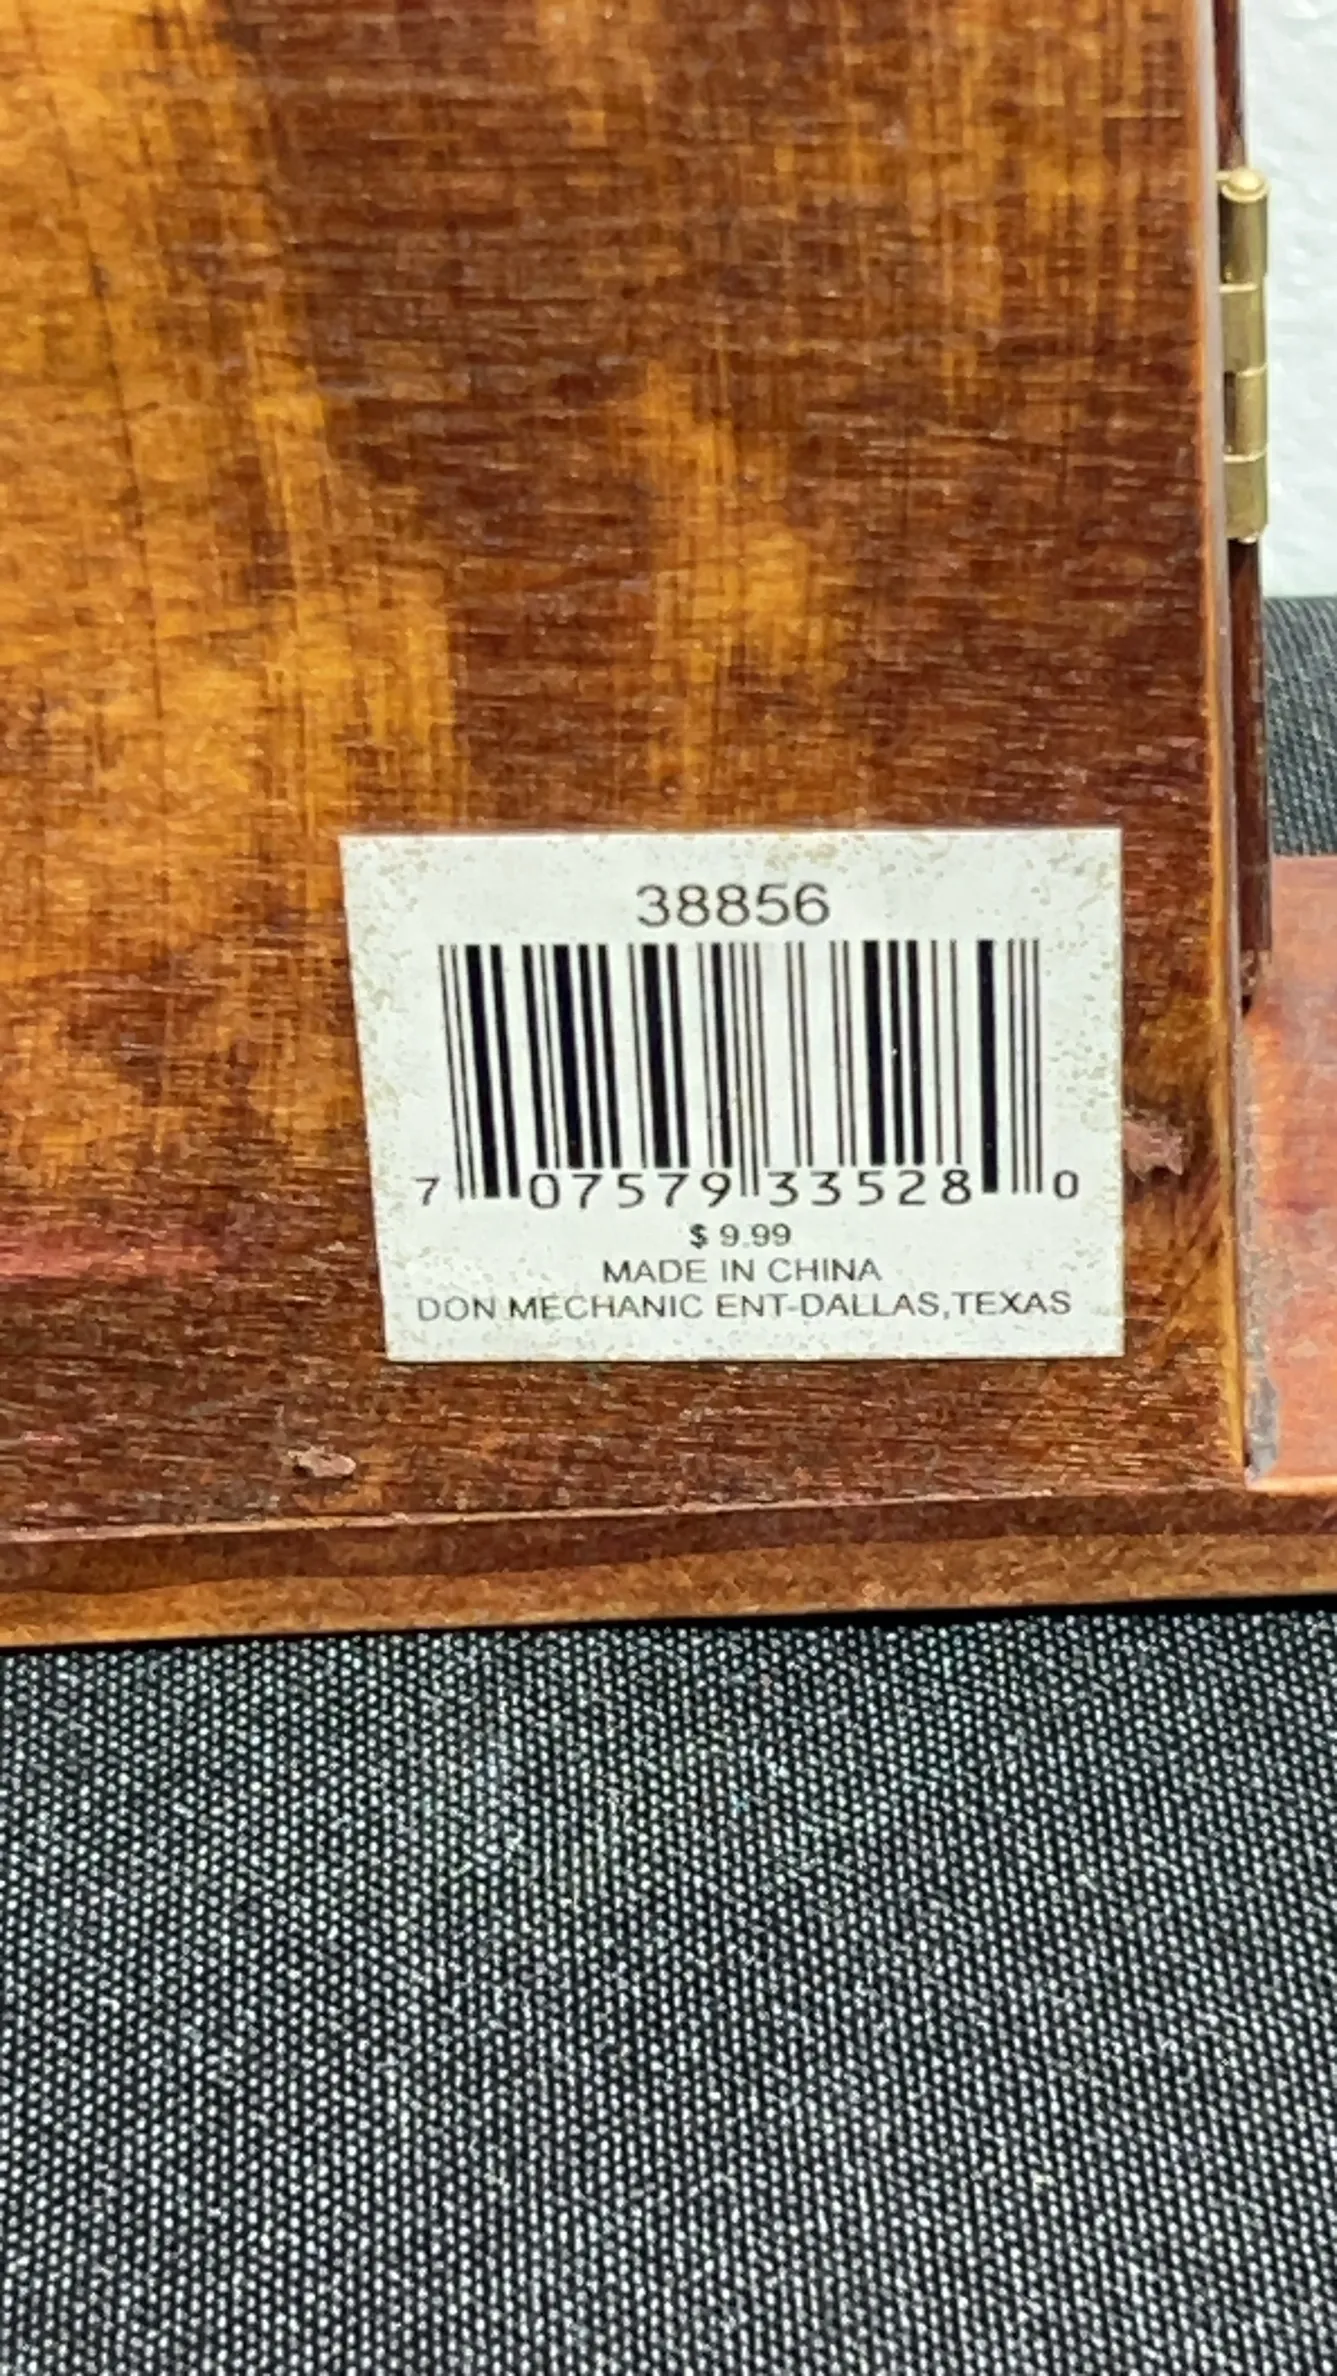 38856
7 07579 33528 0
$ 9.99
MADE IN CHINA
DON MECHANIC ENT-DALLAS,TEXAS